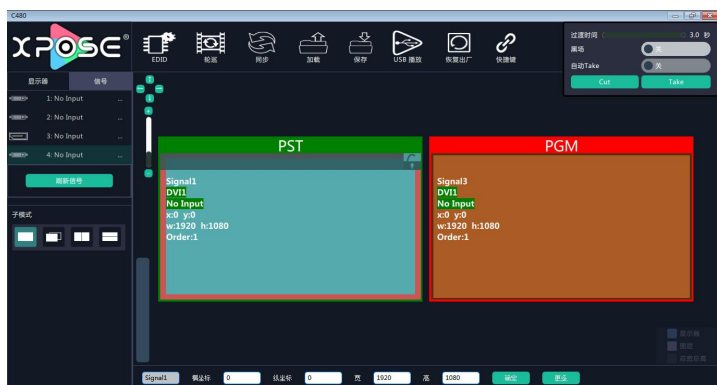 C480
XPOSE®
EDID
轮巡
同步
加载
保存
USB 播放
恢复出厂
快捷键
过渡时间 3.0 秒
黑场 关
自动Take 关
Cut Take
显示器 信号
1: No Input ...
2: No Input ...
3: No Input ...
4: No Input ...
刷新信号
子模式
PST
Signal1
DVI1
No Input
x:0 y:0
w:1920 h:1080
Order:1
PGM
Signal3
DVI1
No Input
x:0 y:0
w:1920 h:1080
Order:1
显示器
图层
Signal1 横坐标 0 纵坐标 0 宽 1920 高 1080 确定 更多